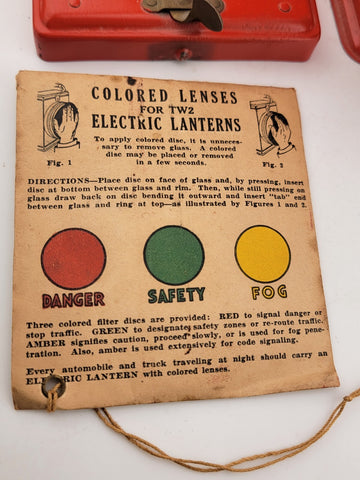 COLORED LENSES
FOR TW2
ELECTRIC LANTERNS
To apply colored disc, it is unneces-
sary to remove glass. A colored
disc may be placed or removed
in a few seconds.
Fig. 1
Fig. 2
DIRECTIONS—Place disc on face of glass and, by pressing, insert
disc at bottom between glass and rim. Then, while still pressing on
glass draw back on disc bending it outward and insert "tab" end
between glass and ring at top—as illustrated by Figures 1 and 2.
DANGER
SAFETY
FOG
Three colored filter discs are provided: RED to signal danger or
stop traffic. GREEN to designate safety zones or re-route traffic.
AMBER signifies caution, proceed slowly, or is used for fog pene-
tration. Also, amber is used extensively for code signaling.
Every automobile and truck traveling at night should carry an
ELECTRIC LANTERN with colored lenses.